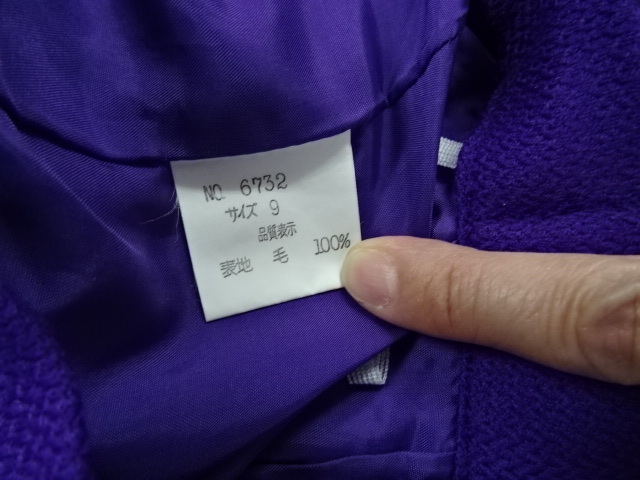 NO. 6732
サイズ 9
品質表示
表地 毛 100%